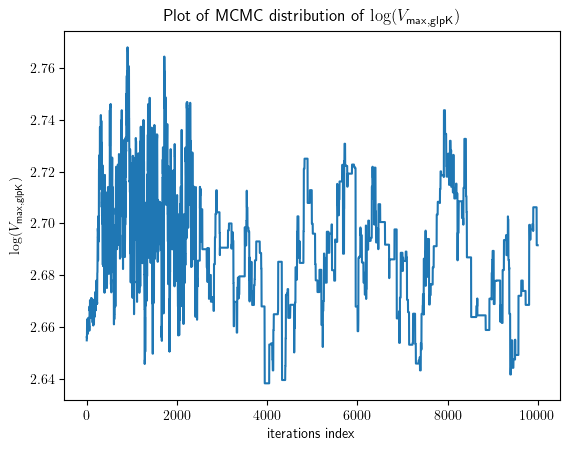 Plot of MCMC distribution of log(V_max,glpK)
log(V_max,glpK)
2.76
2.74
2.72
2.70
2.68
2.66
2.64
0 2000 4000 6000 8000 10000
iterations index